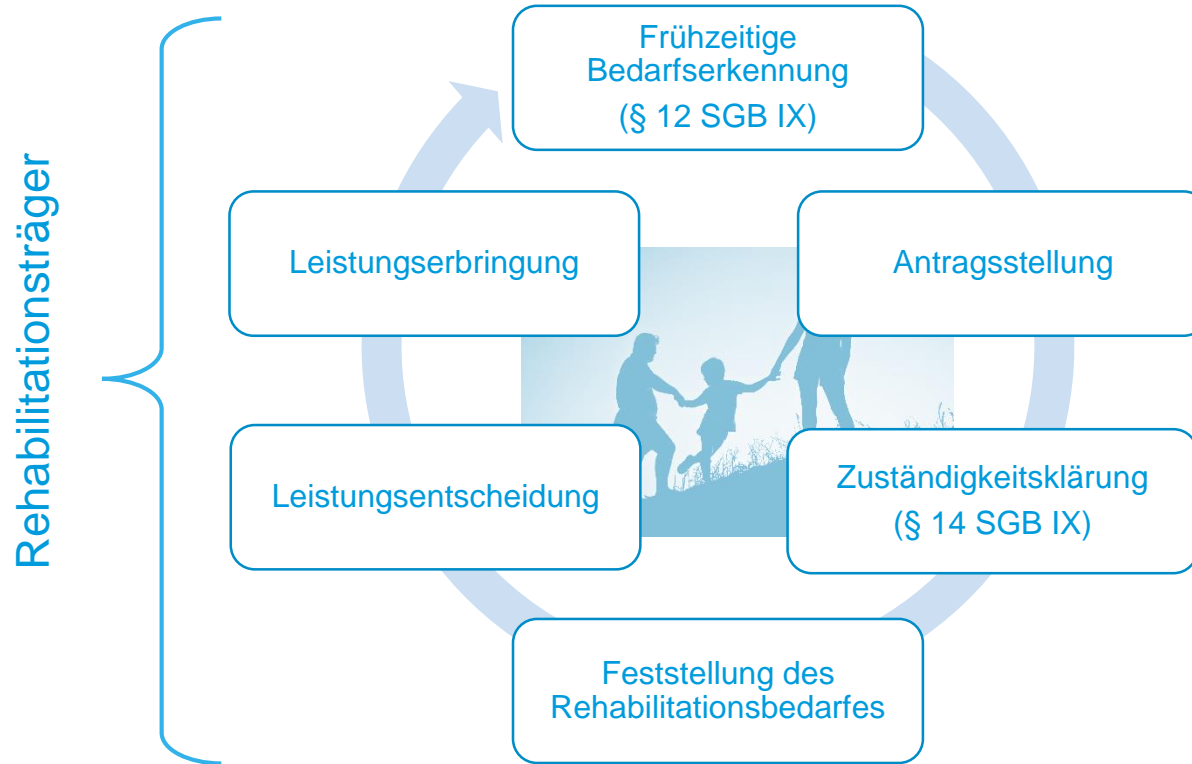 Rehabilitationsträger
Frühzeitige
Bedarfserkennung
(§ 12 SGB IX)
Antragsstellung
Zuständigkeitsklärung
(§ 14 SGB IX)
Feststellung des
Rehabilitationsbedarfes
Leistungsentscheidung
Leistungserbringung